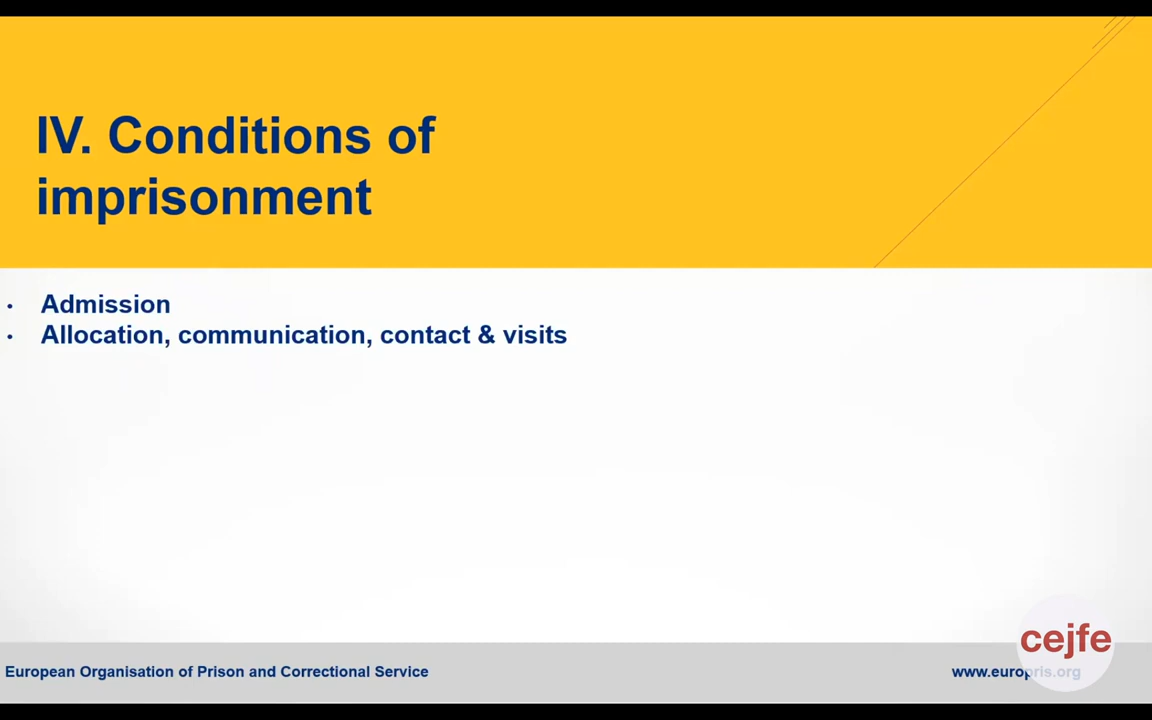 IV. Conditions of
imprisonment
• Admission
• Allocation, communication, contact & visits
European Organisation of Prison and Correctional Service
www.europris.org
cejfe